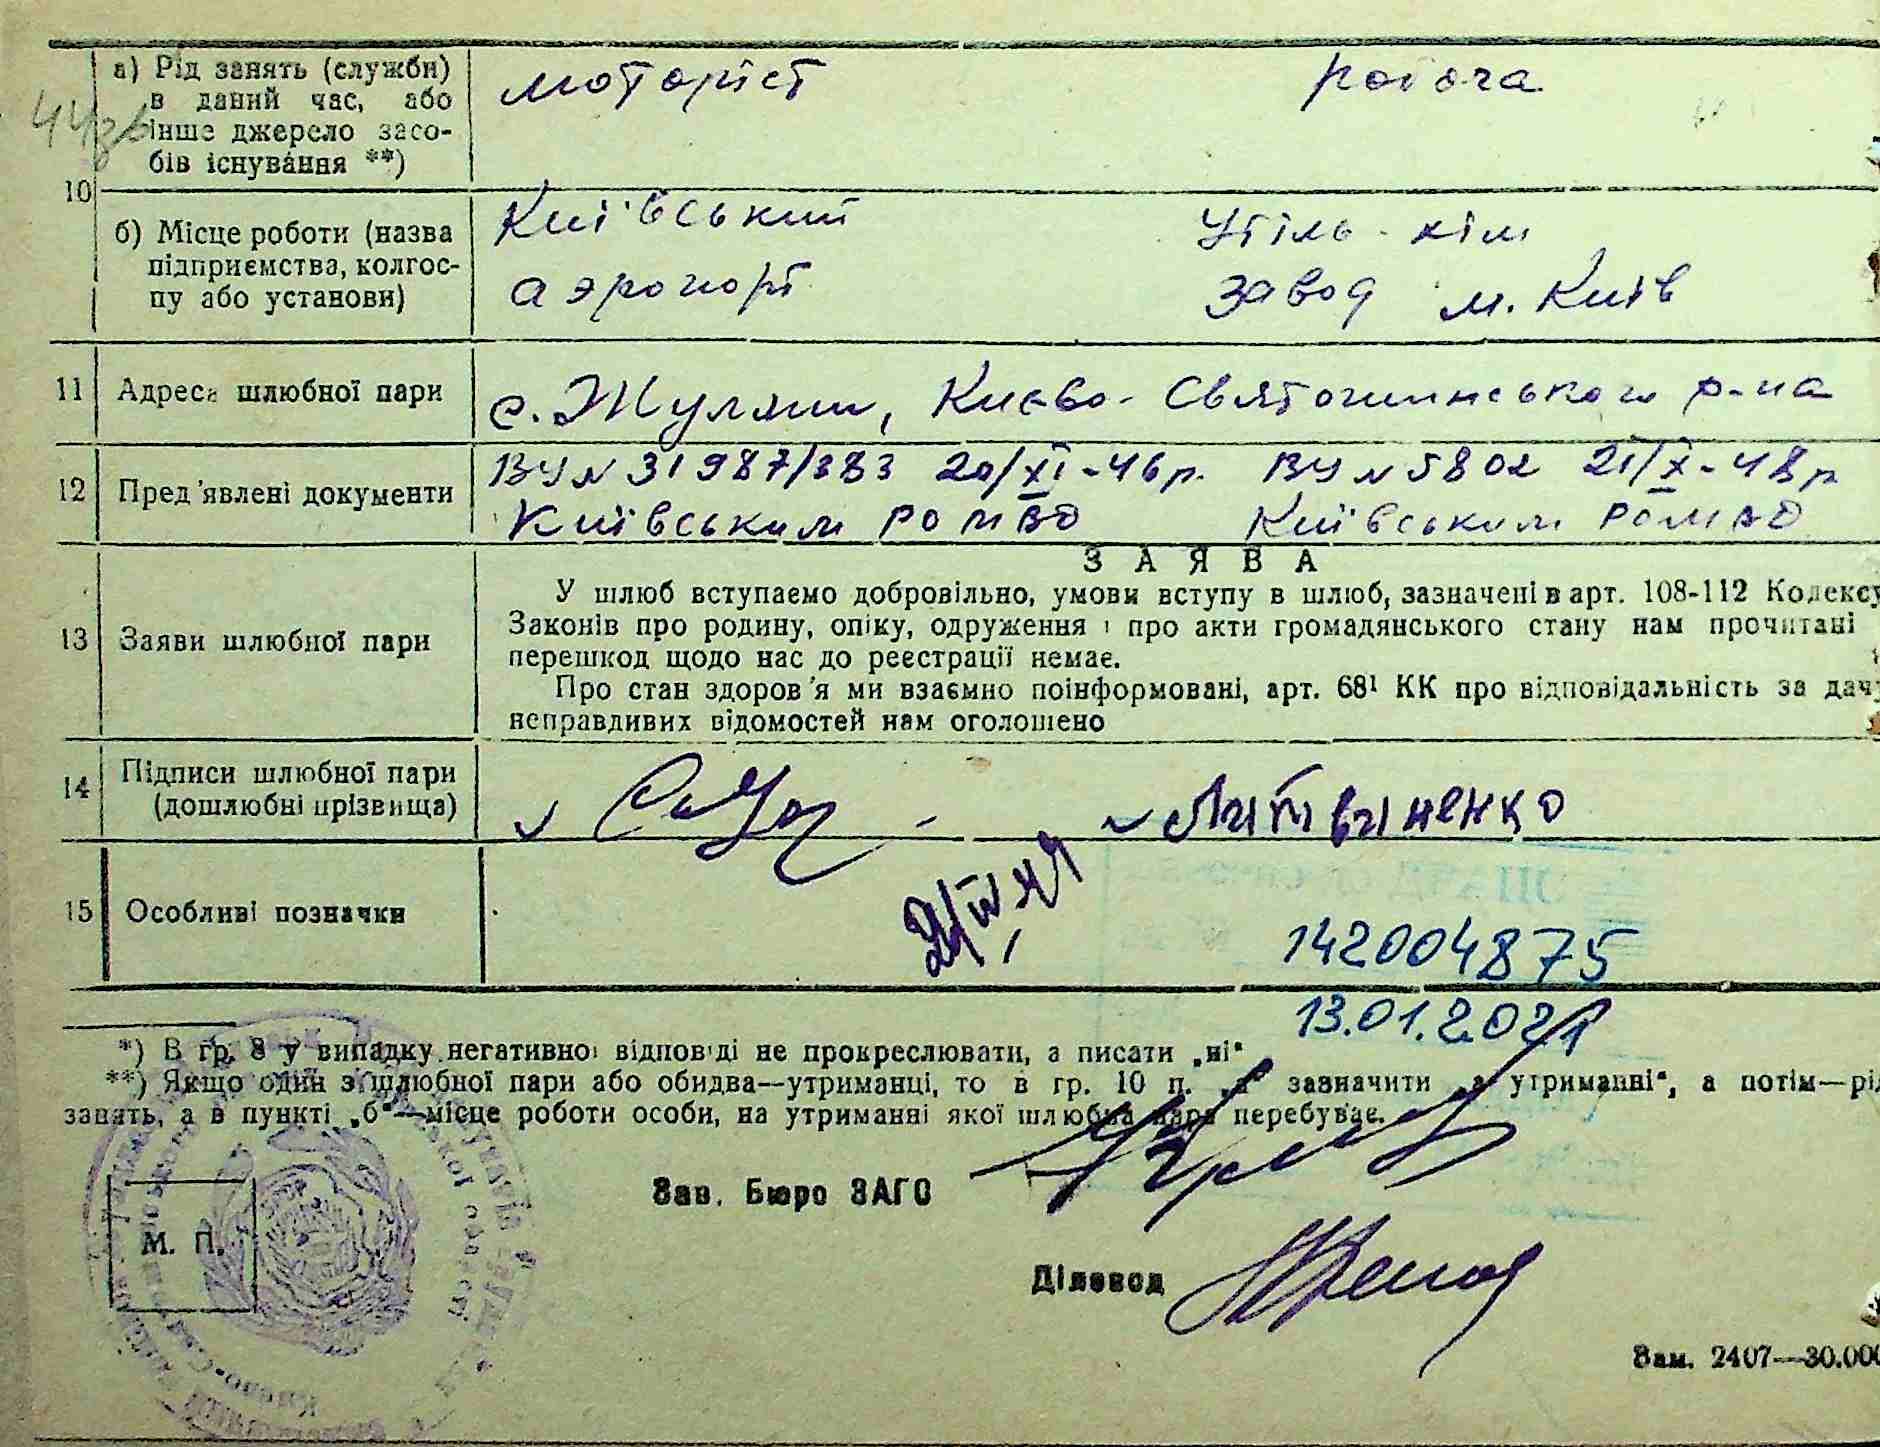 а) Рід занять (служби)
в даний час, або
інше джерело засо-
бів існування **)
моторіст робоча
10
б) Місце роботи (назва
підприємства, колгос-
пу або установи)
Київський
аэропорт
Утіль-хім
завод м. Київ
11 Адреса шлюбної пари
с. Жуляни, Києво-Святошинського р-на
12 Пред'явлені документи
ВУ № 31987/383 20/XI-46р. ВУ № 5802 21/X-48р
Київським РОМВД Київським РОМВД
ЗАЯВА
13 Заяви шлюбної пари
У шлюб вступаємо добровільно, умови вступу в шлюб, зазначені в арт. 108-112 Кодексу
Законів про родину, опіку, одруження і про акти громадянського стану нам прочитані
перешкод щодо нас до реєстрації немає.
Про стан здоров'я ми взаємно поінформовані, арт. 68¹ КК про відповідальність за дачу
неправдивих відомостей нам оголошено
14 Підписи шлюбної пари
(дошлюбні прізвища)
Литвиненко
15 Особливі позначки
142004875
13.01.2021
*) В гр. 8 у випадку негативної відповіді не прокреслювати, а писати „ні“
**) Якщо один з шлюбної пари або обидва—утриманці, то в гр. 10 п. „а“ зазначити „на утриманні“, а потім—рід
занять, а в пункті „б“—місце роботи особи, на утриманні якої шлюбна пара перебуває.
Зав. Бюро ЗАГС
М. П.
Діловод
Зам. 2407—30.000